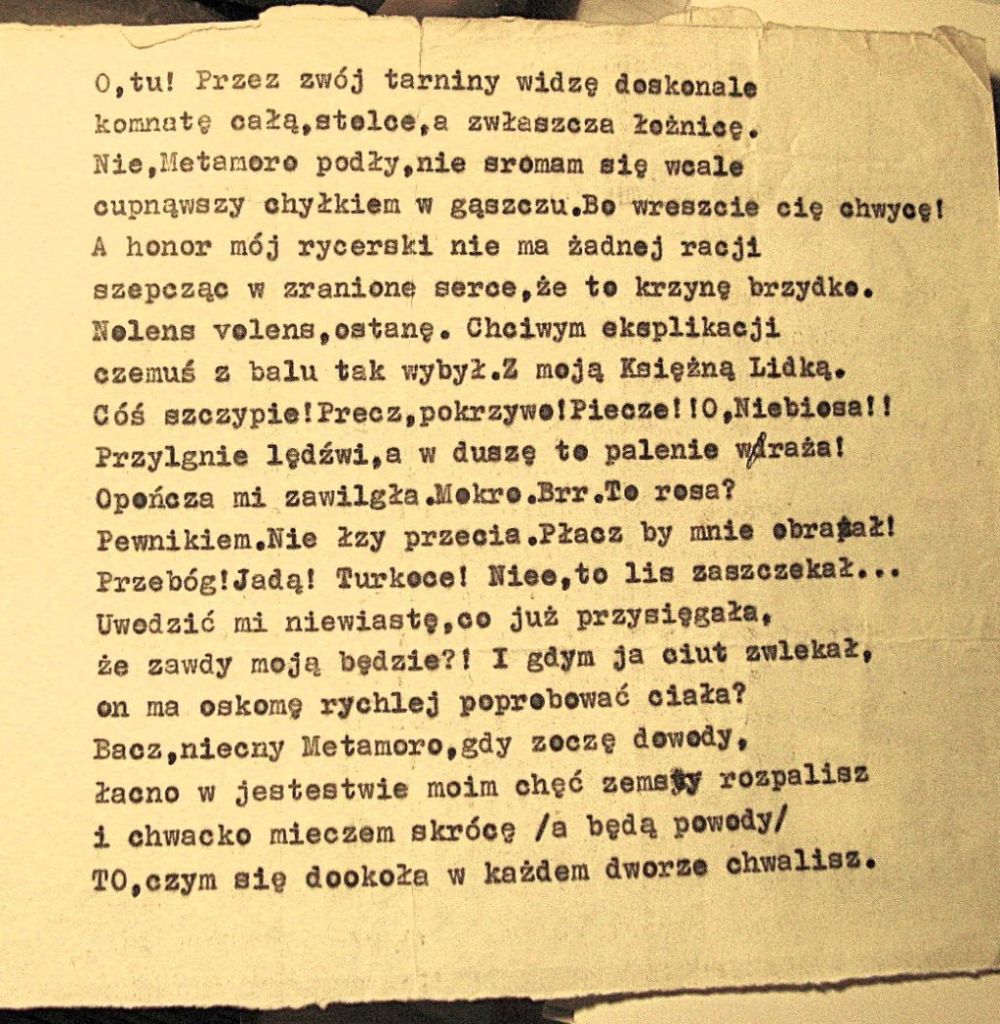 O,tu! Przez zwój tarniny widzę doskonale
komnatę całą,stolce,a zwłaszcza łożnicę.
Nie,Metamoro podły,nie sromam się wcale
cupnąwszy chyłkiem w gąszczu.Bo wreszcie cię chwycę!
A honor mój rycerski nie ma żadnej racji
szepcząc w zranione serce,że to krzynę brzydko.
Nolens volens,ostanę. Chciwym eksplikacji
czemuś z balu tak wybył.Z moją Księżną Lidką.
Cóś szczypie!Precz,pokrzywo!Piecze!!O,Niebiosa!!
Przylgnie lędźwi,a w duszę to palenie wraża!
Opończa mi zawilgła.Mokro.Brr.To rosa?
Pewnikiem.Nie łzy przecia.Płacz by mnie obrażał!
Przebóg!Jadą! Turkoce! Niee,to lis zaszczekał...
Uwodzić mi niewiastę,co już przysięgała,
że zawdy moją będzie?! I gdym ja ciut zwlekał,
on ma oskomę rychlej poprobować ciała?
Bacz,niecny Metamoro,gdy zoczę dowody,
łacno w jestestwie moim chęć zemsty rozpalisz
i chwacko mieczem skrócę /a będą powody/
TO,czym się dookoła w każdem dworze chwalisz.